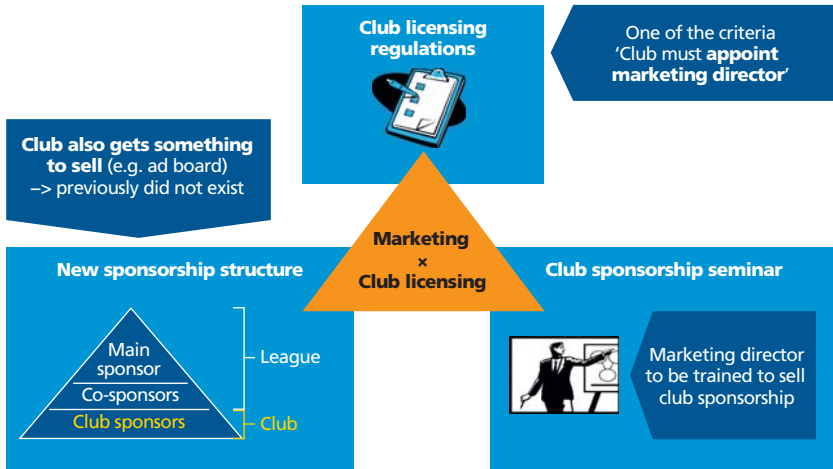 Club licensing
regulations
One of the criteria
‘Club must appoint
marketing director’
Club also gets something
to sell (e.g. ad board)
–> previously did not exist
Marketing
×
Club licensing
New sponsorship structure
Main
sponsor
Co-sponsors
Club sponsors
League
Club
Club sponsorship seminar
Marketing director
to be trained to sell
club sponsorship